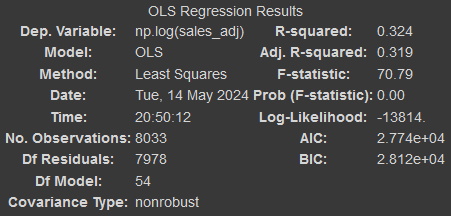 OLS Regression Results
Dep. Variable: np.log(sales_adj) R-squared: 0.324
Model: OLS Adj. R-squared: 0.319
Method: Least Squares F-statistic: 70.79
Date: Tue, 14 May 2024 Prob (F-statistic): 0.00
Time: 20:50:12 Log-Likelihood: -13814.
No. Observations: 8033 AIC: 2.774e+04
Df Residuals: 7978 BIC: 2.812e+04
Df Model: 54
Covariance Type: nonrobust